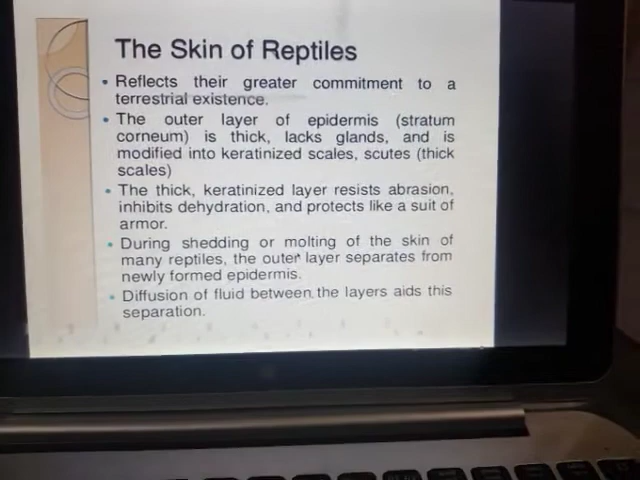 The Skin of Reptiles
• Reflects their greater commitment to a
terrestrial existence.
• The outer layer of epidermis (stratum
corneum) is thick, lacks glands, and is
modified into keratinized scales, scutes (thick
scales)
• The thick, keratinized layer resists abrasion,
inhibits dehydration, and protects like a suit of
armor.
• During shedding or molting of the skin of
many reptiles, the outer layer separates from
newly formed epidermis.
• Diffusion of fluid between the layers aids this
separation.